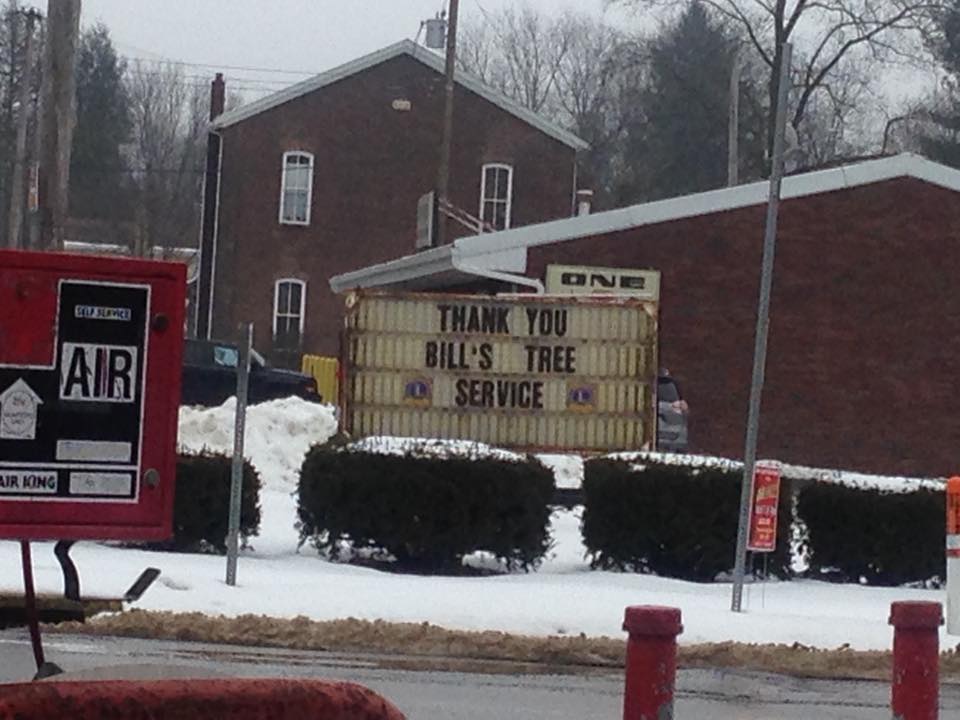 SELF SERVICE
AIR
AIR KING
ONE
THANK YOU
BILL'S TREE
SERVICE